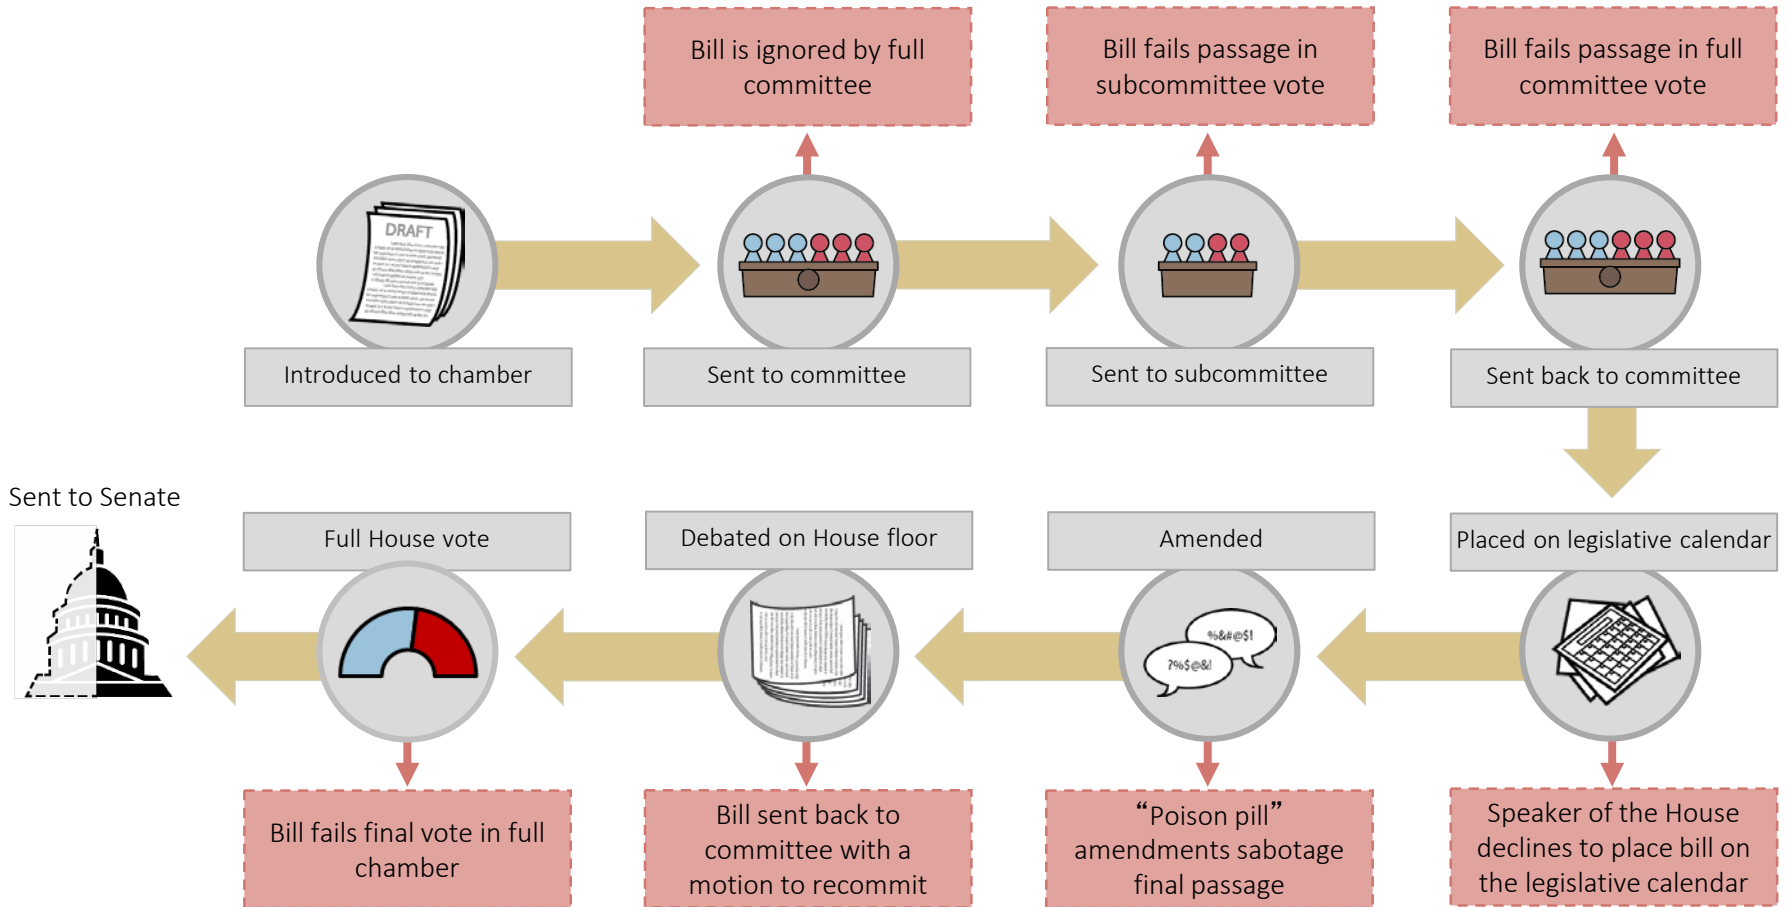 Bill is ignored by full
committee
Bill fails passage in
subcommittee vote
Bill fails passage in full
committee vote
DRAFT
Introduced to chamber
Sent to committee
Sent to subcommittee
Sent back to committee
Sent to Senate
Full House vote
Debated on House floor
Amended
Placed on legislative calendar
%&#@$!
?%$@&!
Bill fails final vote in full
chamber
Bill sent back to
committee with a
motion to recommit
“Poison pill”
amendments sabotage
final passage
Speaker of the House
declines to place bill on
the legislative calendar